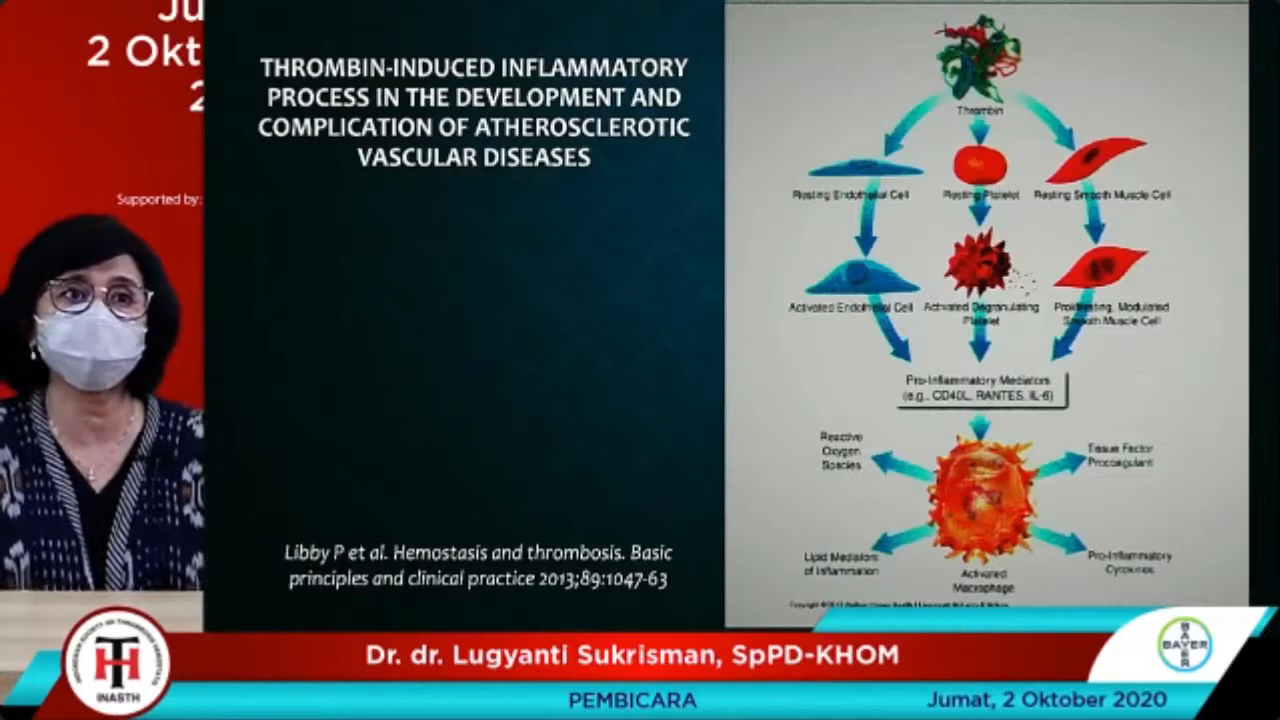 Ju
2 Okt
2
Supported by:
THROMBIN-INDUCED INFLAMMATORY
PROCESS IN THE DEVELOPMENT AND
COMPLICATION OF ATHEROSCLEROTIC
VASCULAR DISEASES
Libby P et al. Hemostasis and thrombosis. Basic
principles and clinical practice 2013;89:1047-63
Thrombin
Resting Endothelial Cell
Resting Platelet
Resting Smooth Muscle Cell
Activated Endothelial Cell
Activated Degranulating
Platelet
Proliferating, Modulated
Smooth Muscle Cell
Pro-Inflammatory Mediators
(e.g., CD40L, RANTES, IL-6)
Reactive
Oxygen
Species
Tissue Factor
Procoagulant
Lipid Mediators
of Inflammation
Activated
Macrophage
Pro-Inflammatory
Cytokines
INASTH
Dr. dr. Lugyanti Sukrisman, SpPD-KHOM
PEMBICARA
Jumat, 2 Oktober 2020
BAYER
BAYER